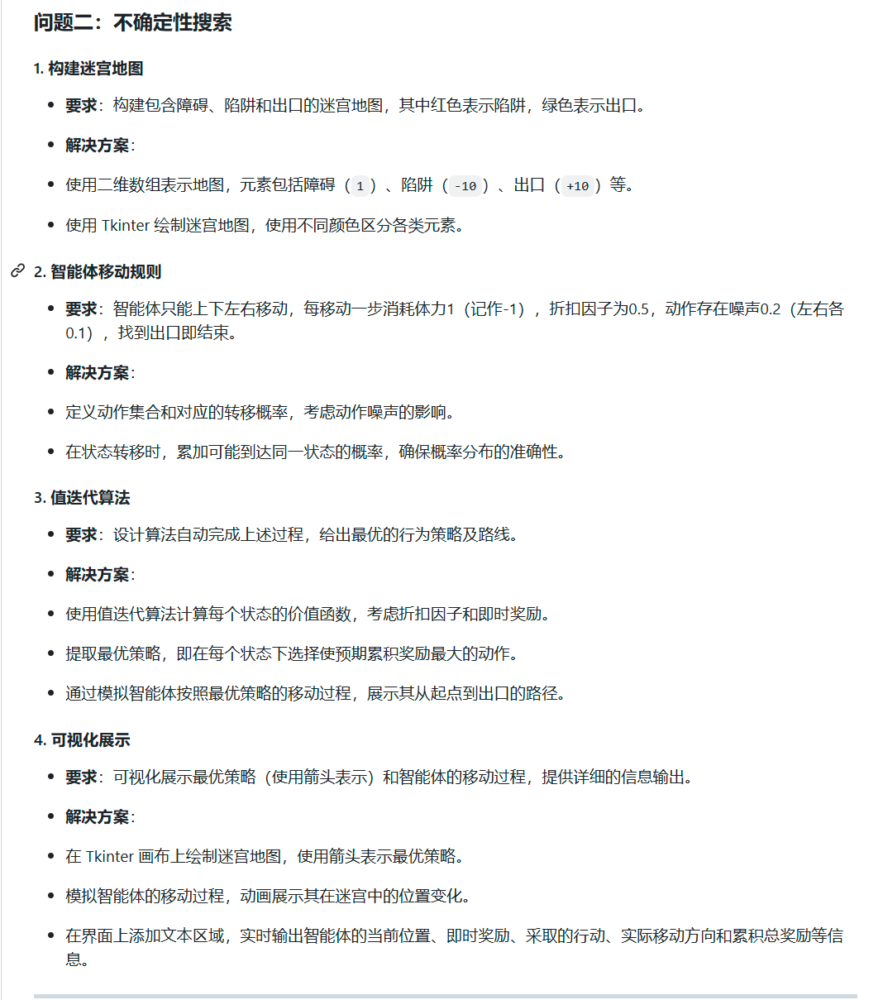 问题二：不确定性搜索
1. 构建迷宫地图
• 要求：构建包含障碍、陷阱和出口的迷宫地图，其中红色表示陷阱，绿色表示出口。
• 解决方案：
• 使用二维数组表示地图，元素包括障碍（1）、陷阱（-10）、出口（+10）等。
• 使用 Tkinter 绘制迷宫地图，使用不同颜色区分各类元素。
2. 智能体移动规则
• 要求：智能体只能上下左右移动，每移动一步消耗体力1（记作-1），折扣因子为0.5，动作存在噪声0.2（左右各
0.1），找到出口即结束。
• 解决方案：
• 定义动作集合和对应的转移概率，考虑动作噪声的影响。
• 在状态转移时，累加可能到达同一状态的概率，确保概率分布的准确性。
3. 值迭代算法
• 要求：设计算法自动完成上述过程，给出最优的行为策略及路线。
• 解决方案：
• 使用值迭代算法计算每个状态的价值函数，考虑折扣因子和即时奖励。
• 提取最优策略，即在每个状态下选择使预期累积奖励最大的动作。
• 通过模拟智能体按照最优策略的移动过程，展示其从起点到出口的路径。
4. 可视化展示
• 要求：可视化展示最优策略（使用箭头表示）和智能体的移动过程，提供详细的信息输出。
• 解决方案：
• 在 Tkinter 画布上绘制迷宫地图，使用箭头表示最优策略。
• 模拟智能体的移动过程，动画展示其在迷宫中的位置变化。
• 在界面上添加文本区域，实时输出智能体的当前位置、即时奖励、采取的行动、实际移动方向和累积总奖励等信
息。